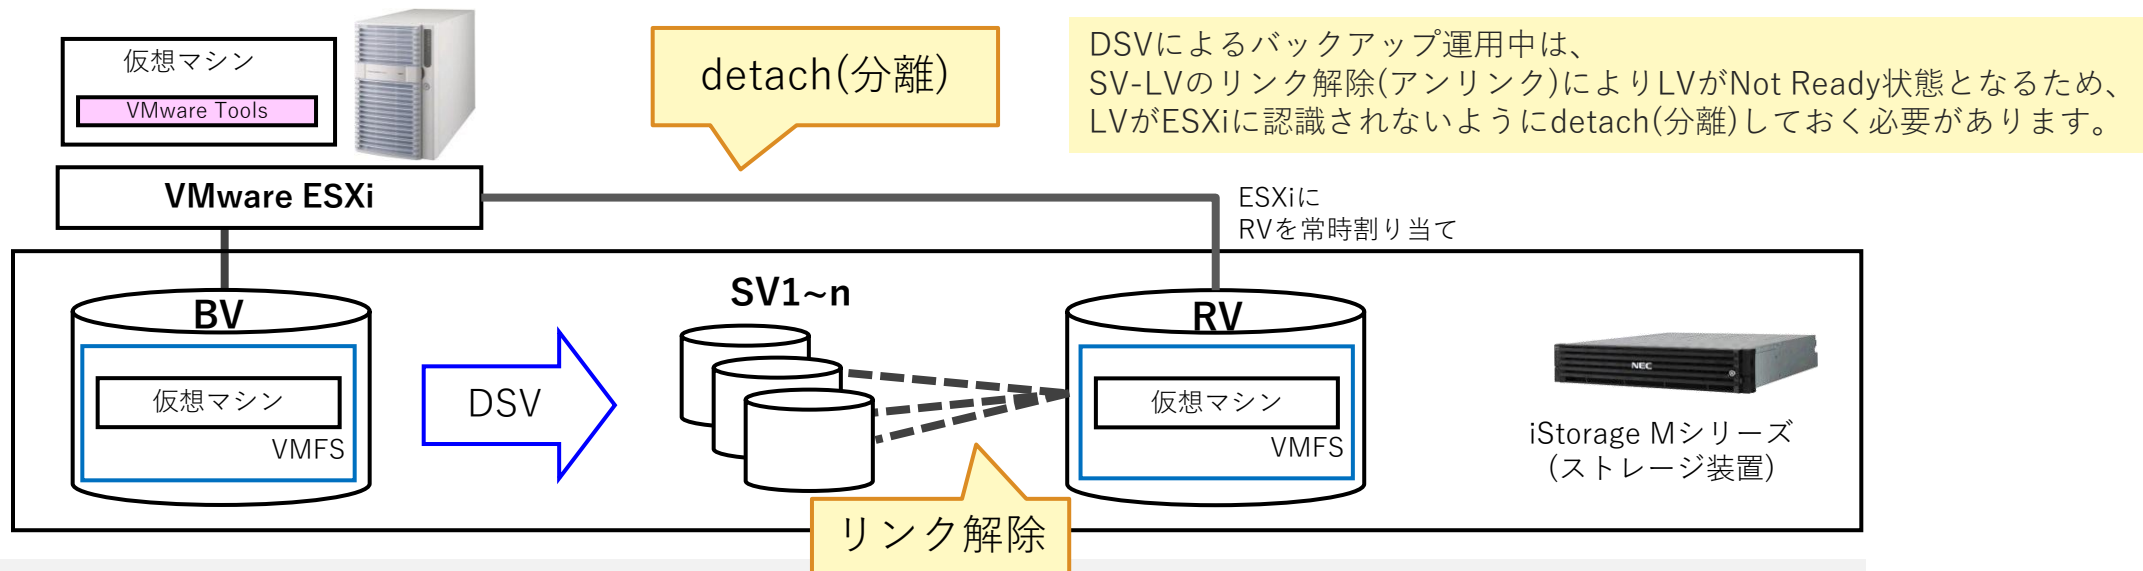 仮想マシン
VMware Tools
detach(分離)
DSVによるバックアップ運用中は、
SV-LVのリンク解除(アンリンク)によりLVがNot Ready状態となるため、
LVがESXiに認識されないようにdetach(分離)しておく必要があります。
VMware ESXi
ESXiに
RVを常時割り当て
BV
仮想マシン
VMFS
DSV
SV1~n
RV
仮想マシン
VMFS
NEC
iStorage Mシリーズ
(ストレージ装置)
リンク解除